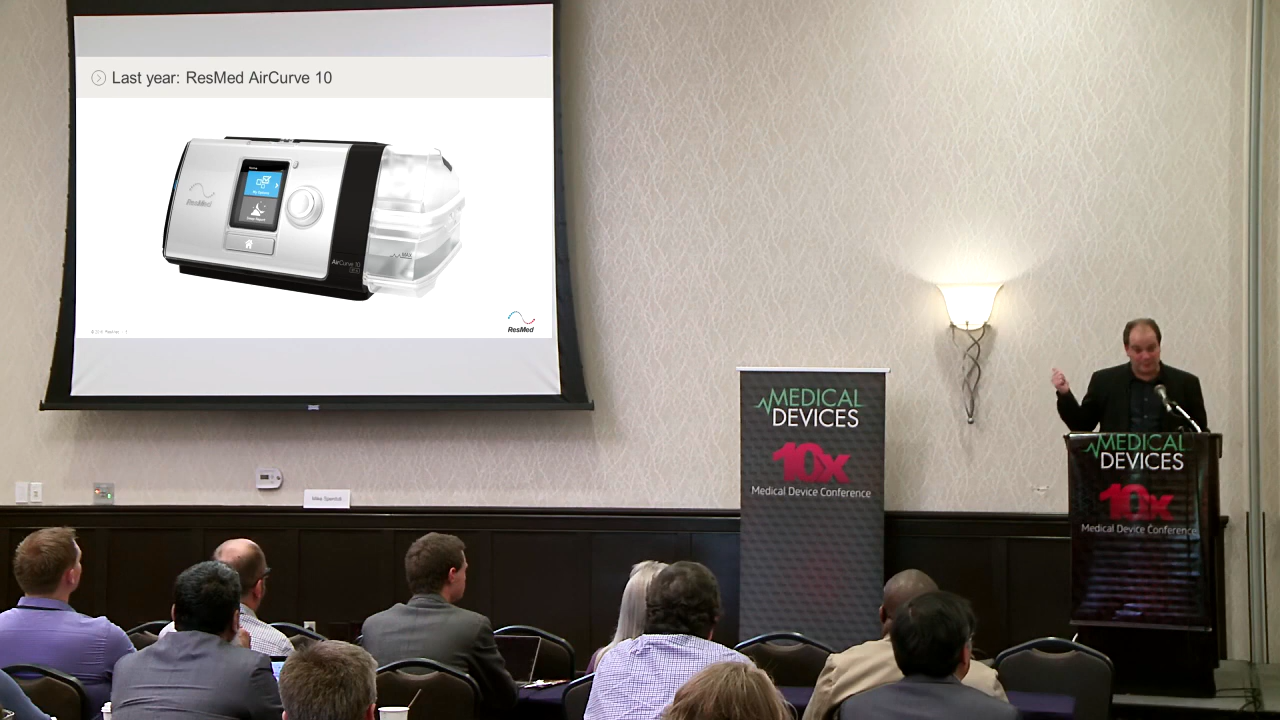 Last year: ResMed AirCurve 10
ResMed
AirCurve 10
MAX
ResMed
MEDICAL
DEVICES
10x
Medical Device Conference
MEDICAL
DEVICES
10x
Medical Device Conference